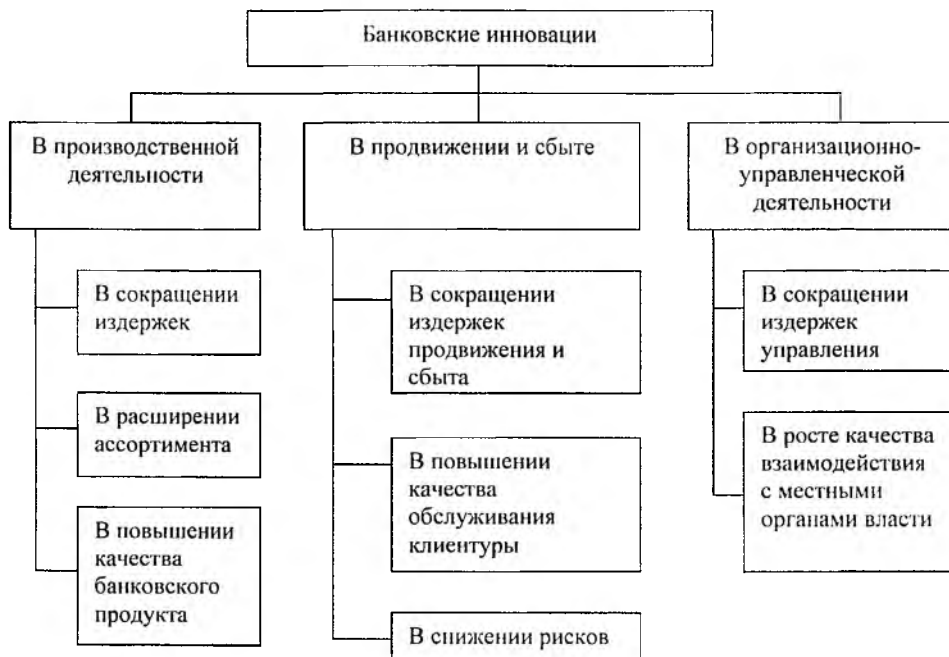 Банковские инновации
В производственной
деятельности
В сокращении
издержек
В расширении
ассортимента
В повышении
качества
банковского
продукта
В продвижении и сбыте
В сокращении
издержек
продвижения и
сбыта
В повышении
качества
обслуживания
клиентуры
В снижении рисков
В организационно-
управленческой
деятельности
В сокращении
издержек
управления
В росте качества
взаимодействия
с местными
органами власти